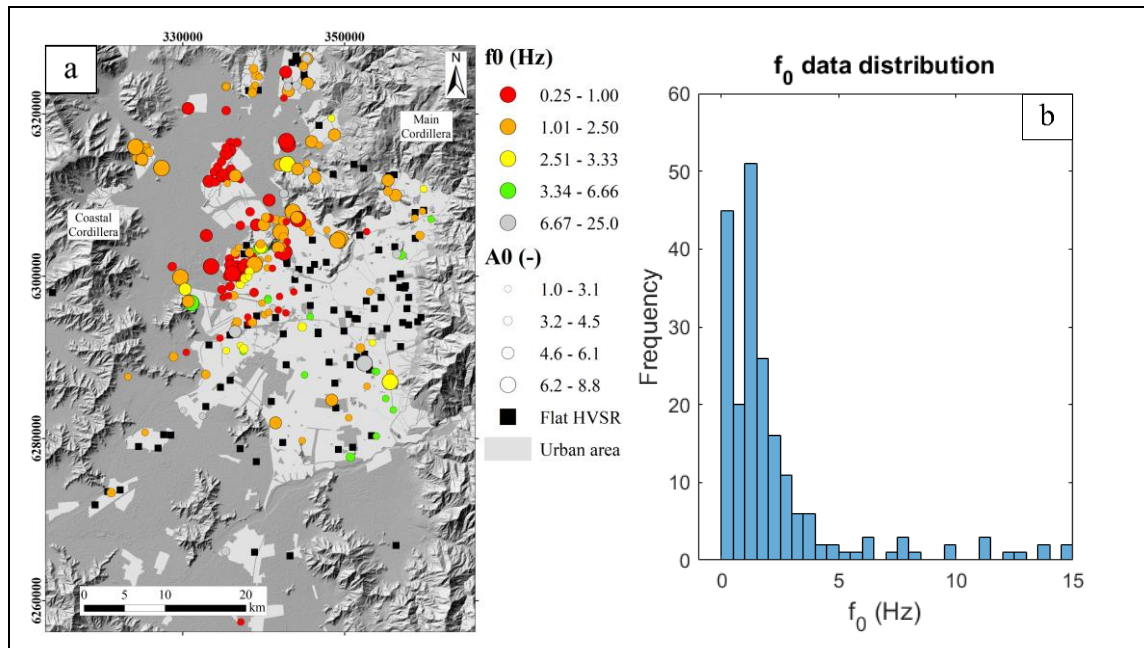 a
330000
350000
6320000
6300000
6280000
6260000
N
Main
Cordillera
Coastal
Cordillera
0 5 10 20
km
f0 (Hz)
0.25 - 1.00
1.01 - 2.50
2.51 - 3.33
3.34 - 6.66
6.67 - 25.0
A0 (-)
1.0 - 3.1
3.2 - 4.5
4.6 - 6.1
6.2 - 8.8
Flat HVSR
Urban area
f0 data distribution
b
Frequency
60
50
40
30
20
10
0
0 5 10 15
f0 (Hz)